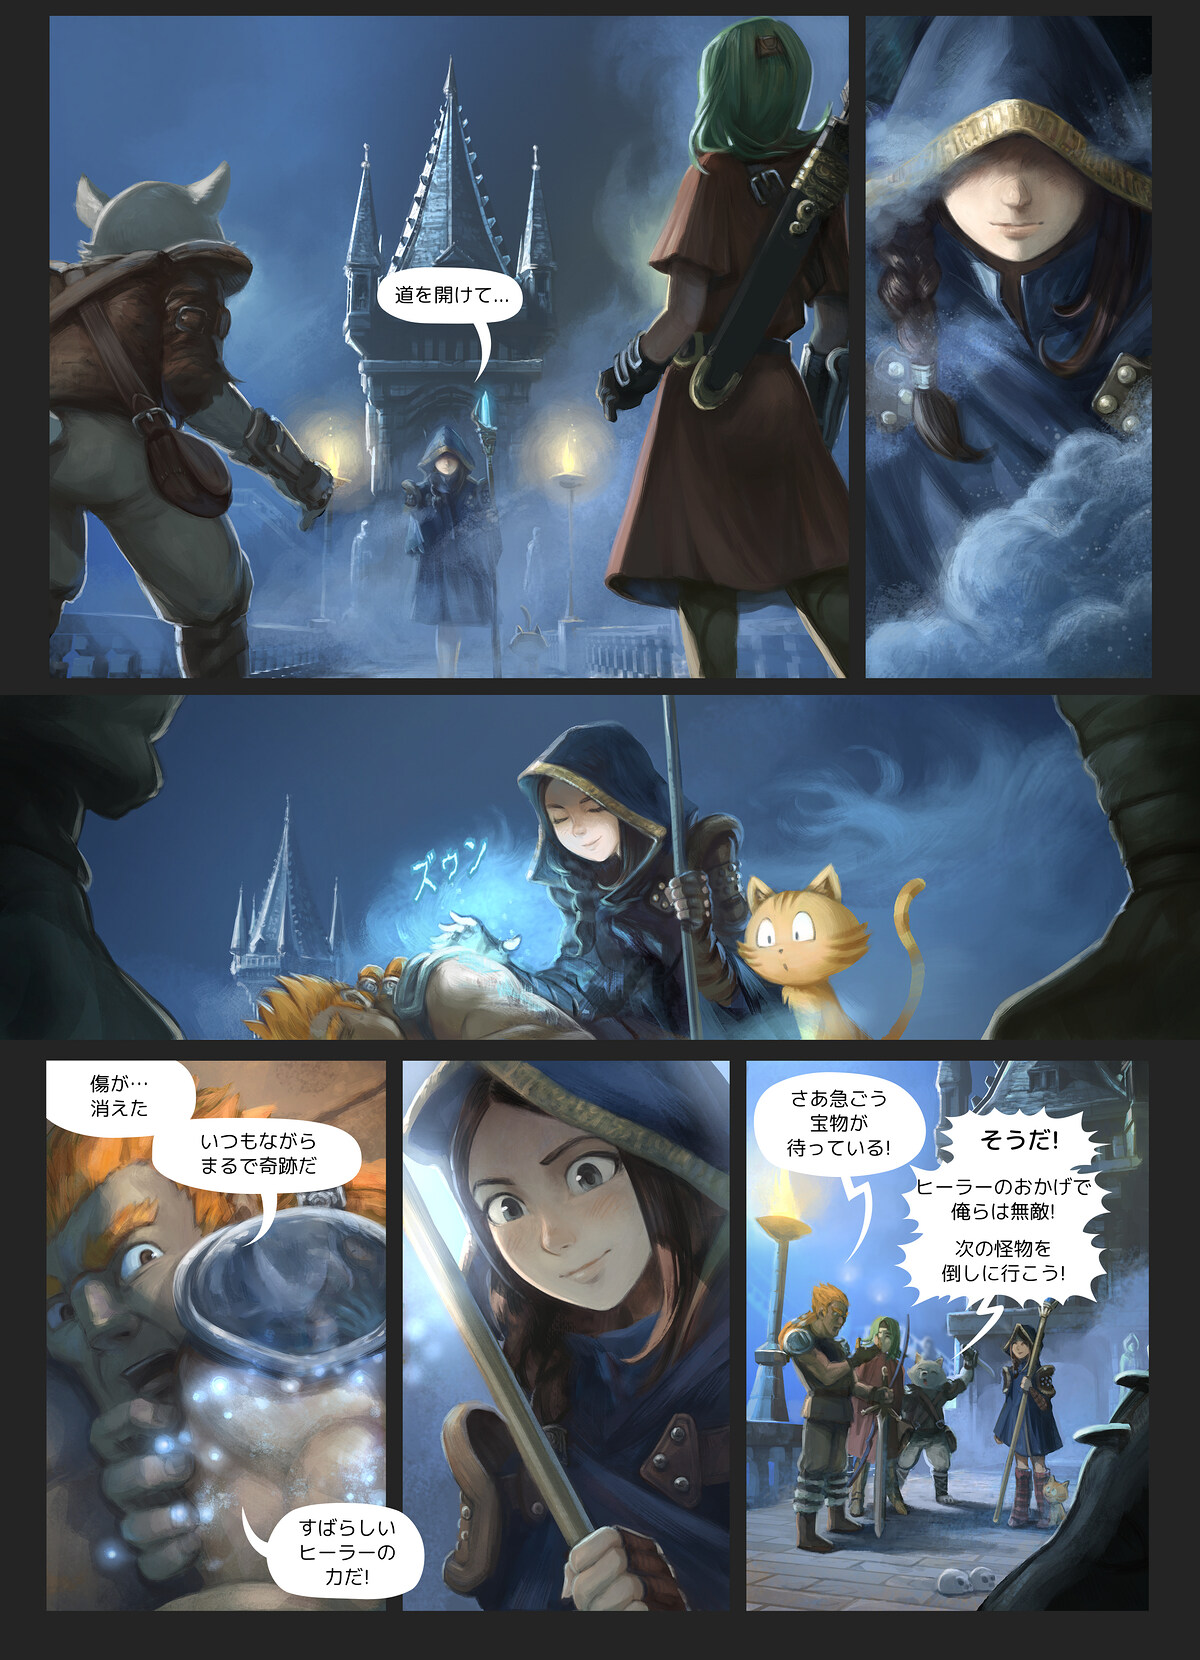 道を開けて...
ズゥン
傷が…
消えた
いつもながら
まるで奇跡だ
すばらしい
ヒーラーの
力だ!
さあ急ごう
宝物が
待っている!
そうだ!
ヒーラーのおかげで
俺らは無敵!
次の怪物を
倒しに行こう!